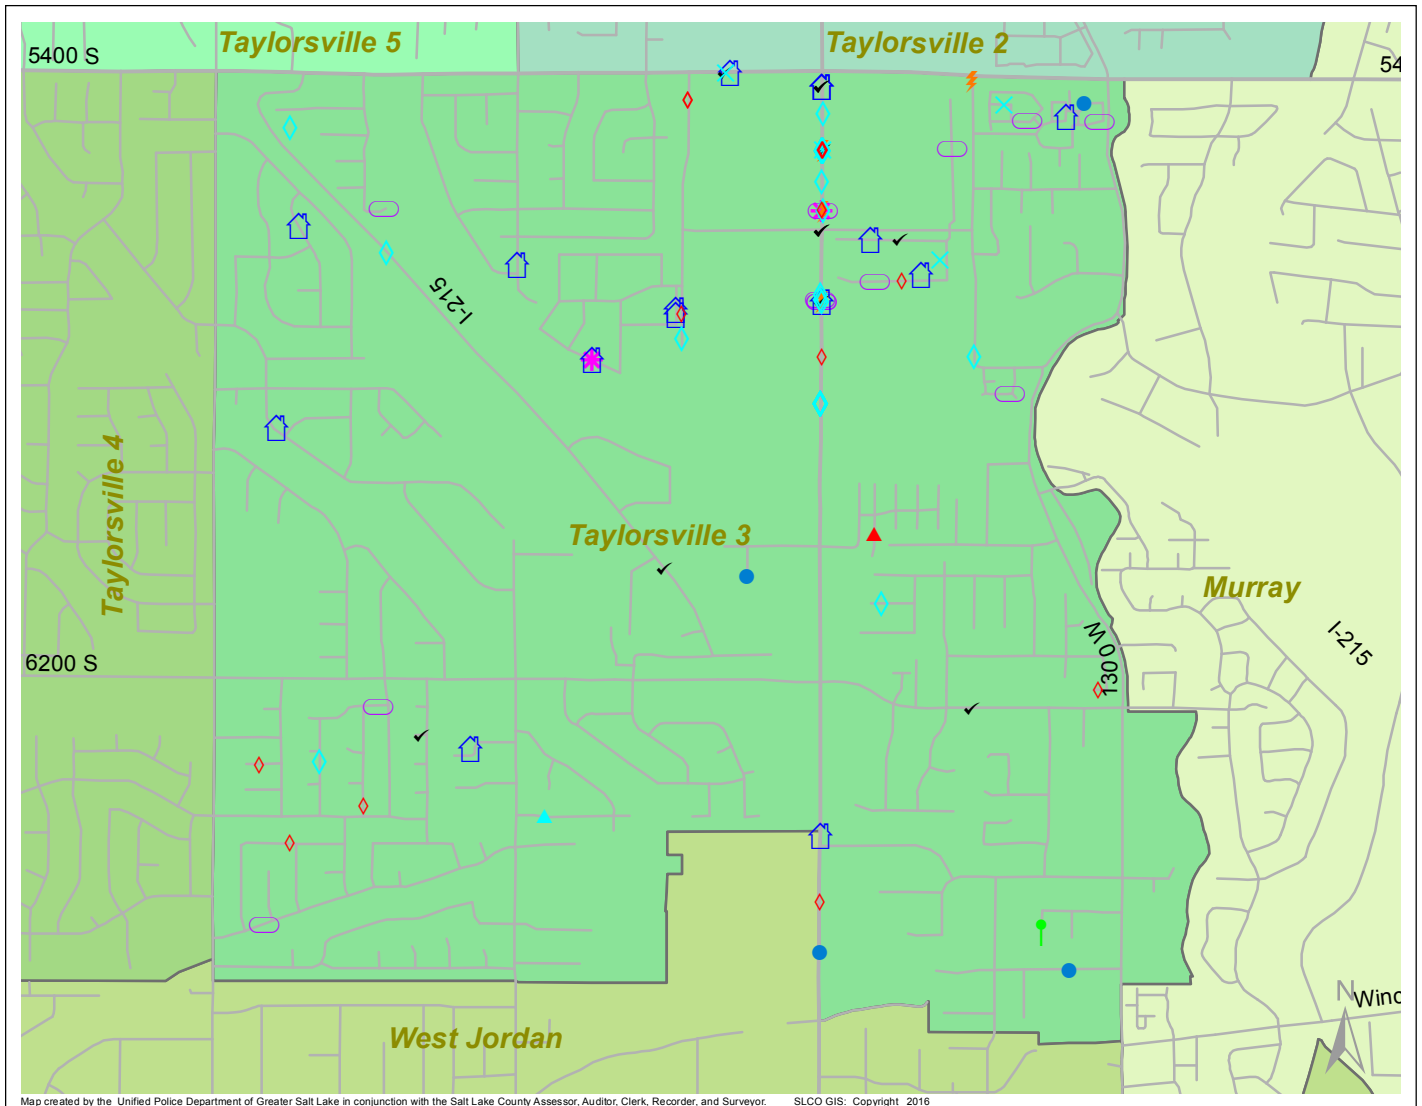 Taylorsville 5
Taylorsville 2
5400 S
54
I-215
Taylorsville 4
Taylorsville 3
Murray
I-215
1300 W
6200 S
N
Winc
West Jordan
Map created by the Unified Police Department of Greater Salt Lake in conjunction with the Salt Lake County Assessor, Auditor, Clerk, Recorder, and Surveyor. SLCO GIS: Copyright 2016